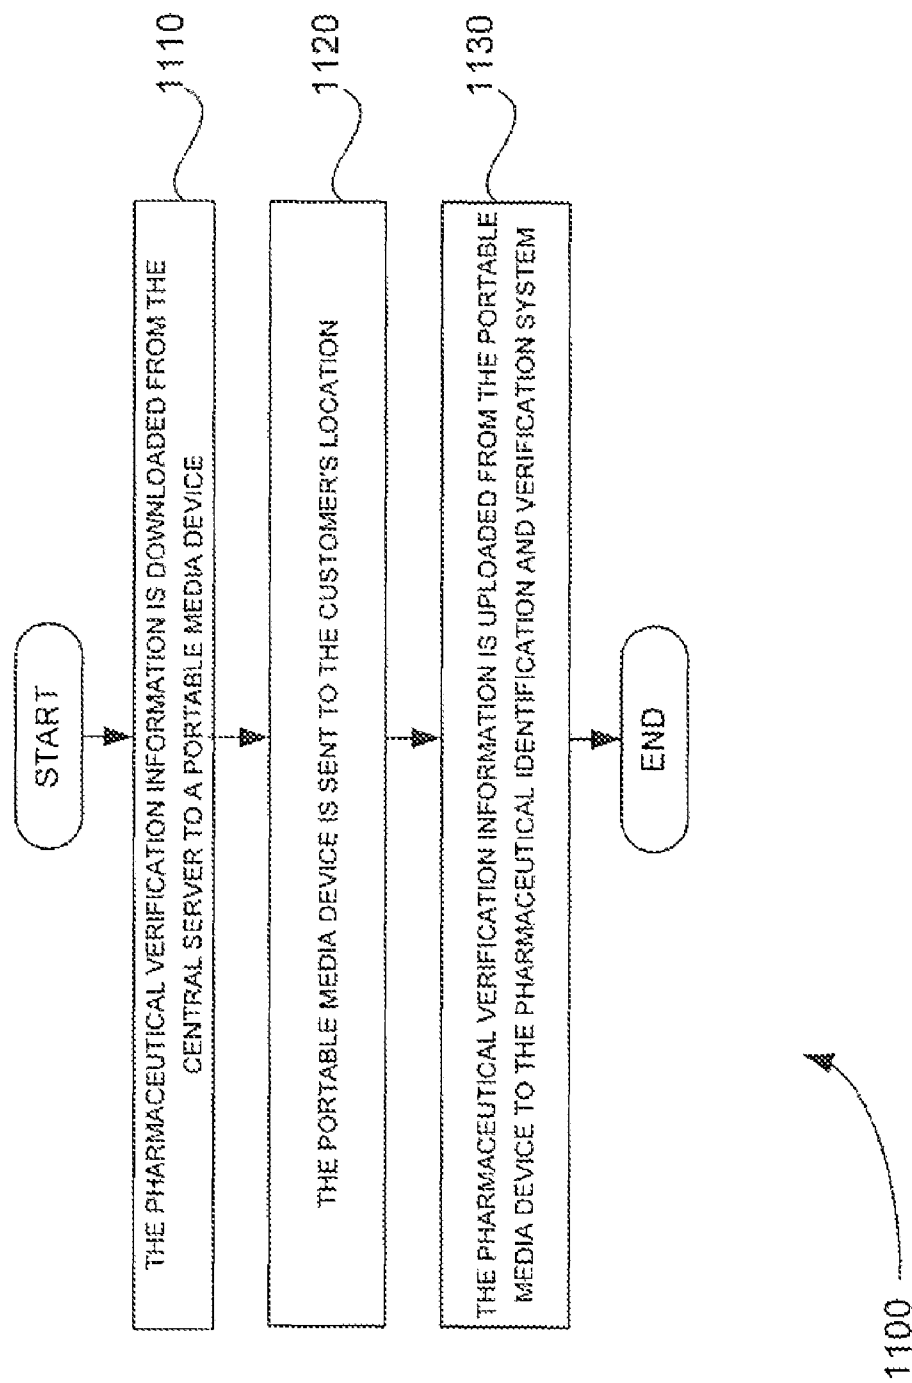 START
THE PHARMACEUTICAL VERIFICATION INFORMATION IS DOWNLOADED FROM THE
CENTRAL SERVER TO A PORTABLE MEDIA DEVICE
1110
THE PORTABLE MEDIA DEVICE IS SENT TO THE CUSTOMER'S LOCATION
1120
THE PHARMACEUTICAL VERIFICATION INFORMATION IS UPLOADED FROM THE PORTABLE
MEDIA DEVICE TO THE PHARMACEUTICAL IDENTIFICATION AND VERIFICATION SYSTEM
1130
END
1100